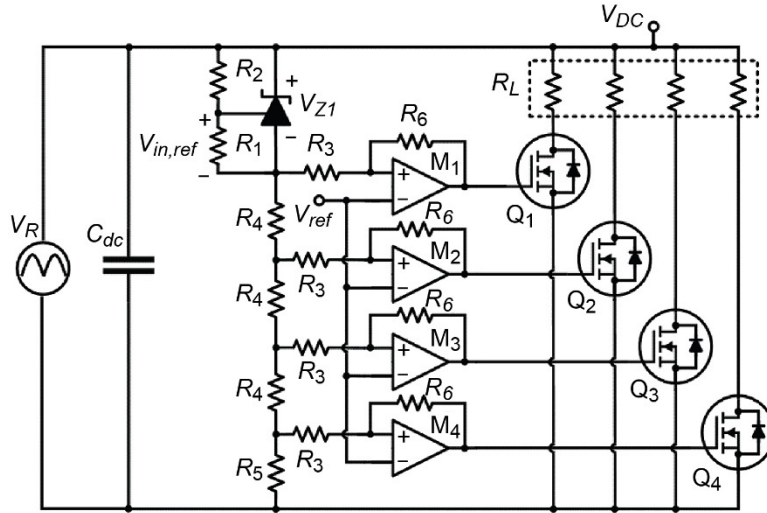 V_DC
R_2
+
V_Z1
R_L
+
V_in,ref
R_1
−
−
R_3
R_6
+
−
M_1
Q_1
V_ref
R_4
V_R
C_dc
R_6
+
−
M_2
R_3
Q_2
R_4
R_6
+
−
M_3
R_3
Q_3
R_4
R_6
+
−
M_4
R_3
Q_4
R_5